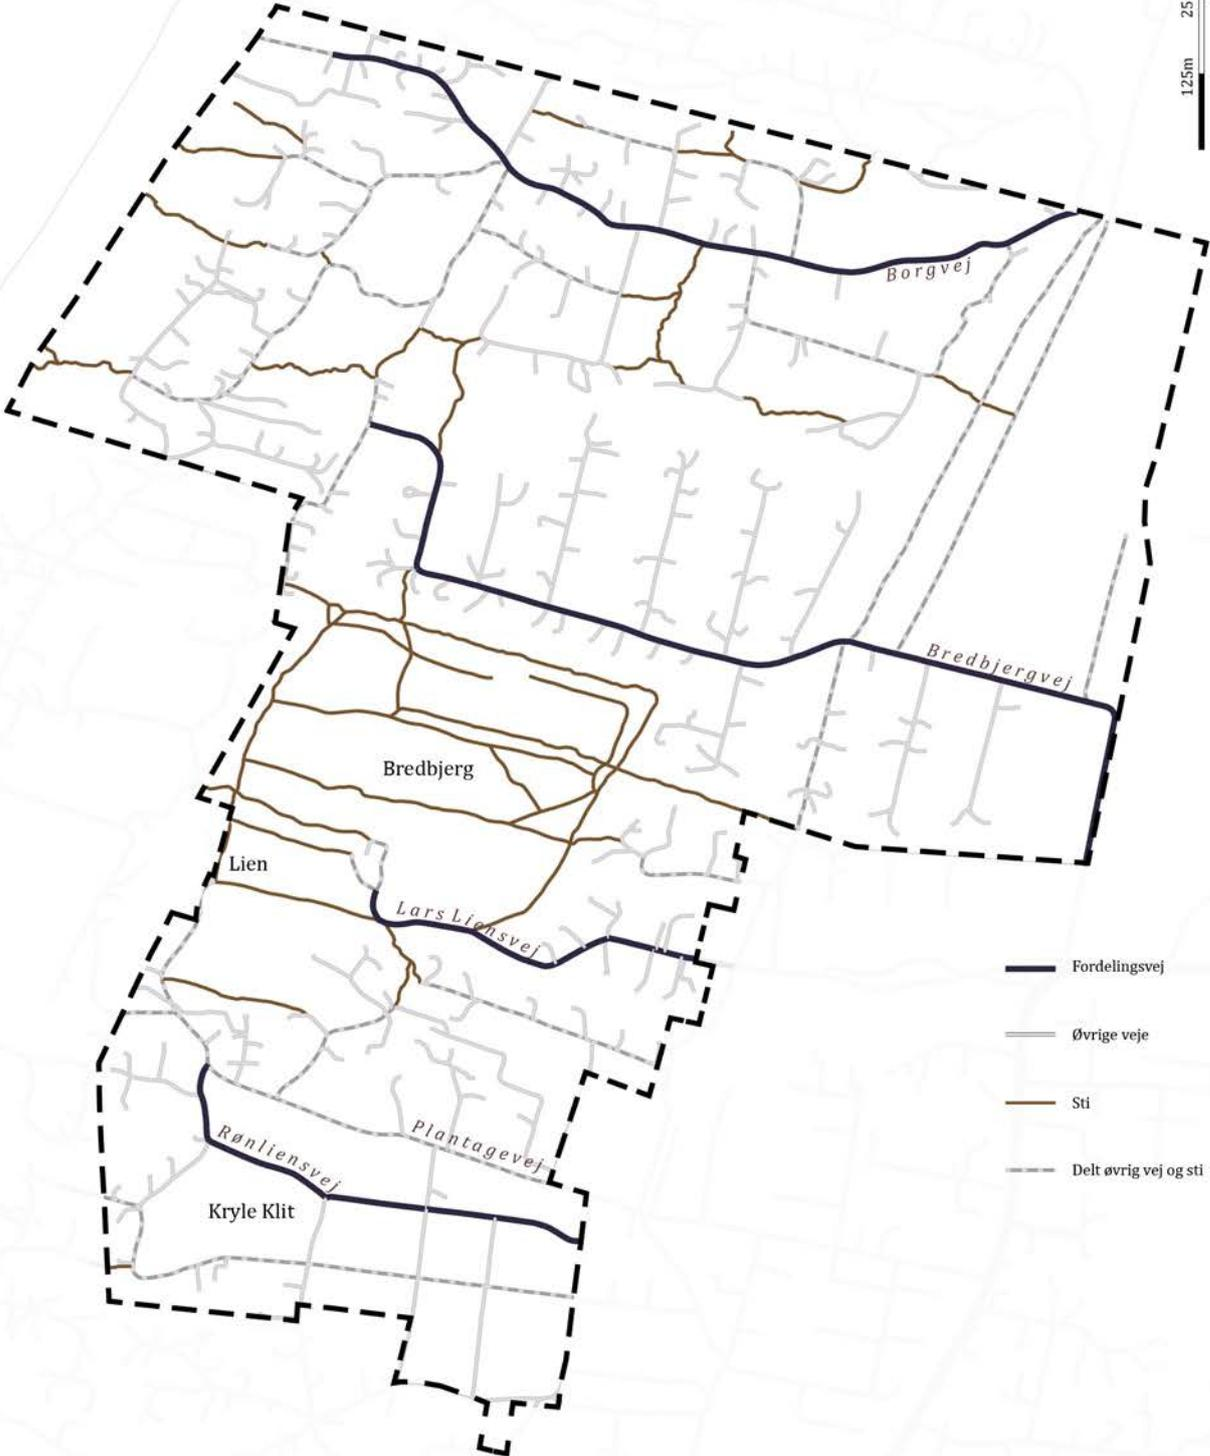 25
125m
Borgvej
Bredbjergvej
Bredbjerg
Lien
Lars Liensvej
Fordelingsvej
Øvrige veje
Sti
Plantagevej
Rønliensvej
Delt øvrig vej og sti
Kryle Klit